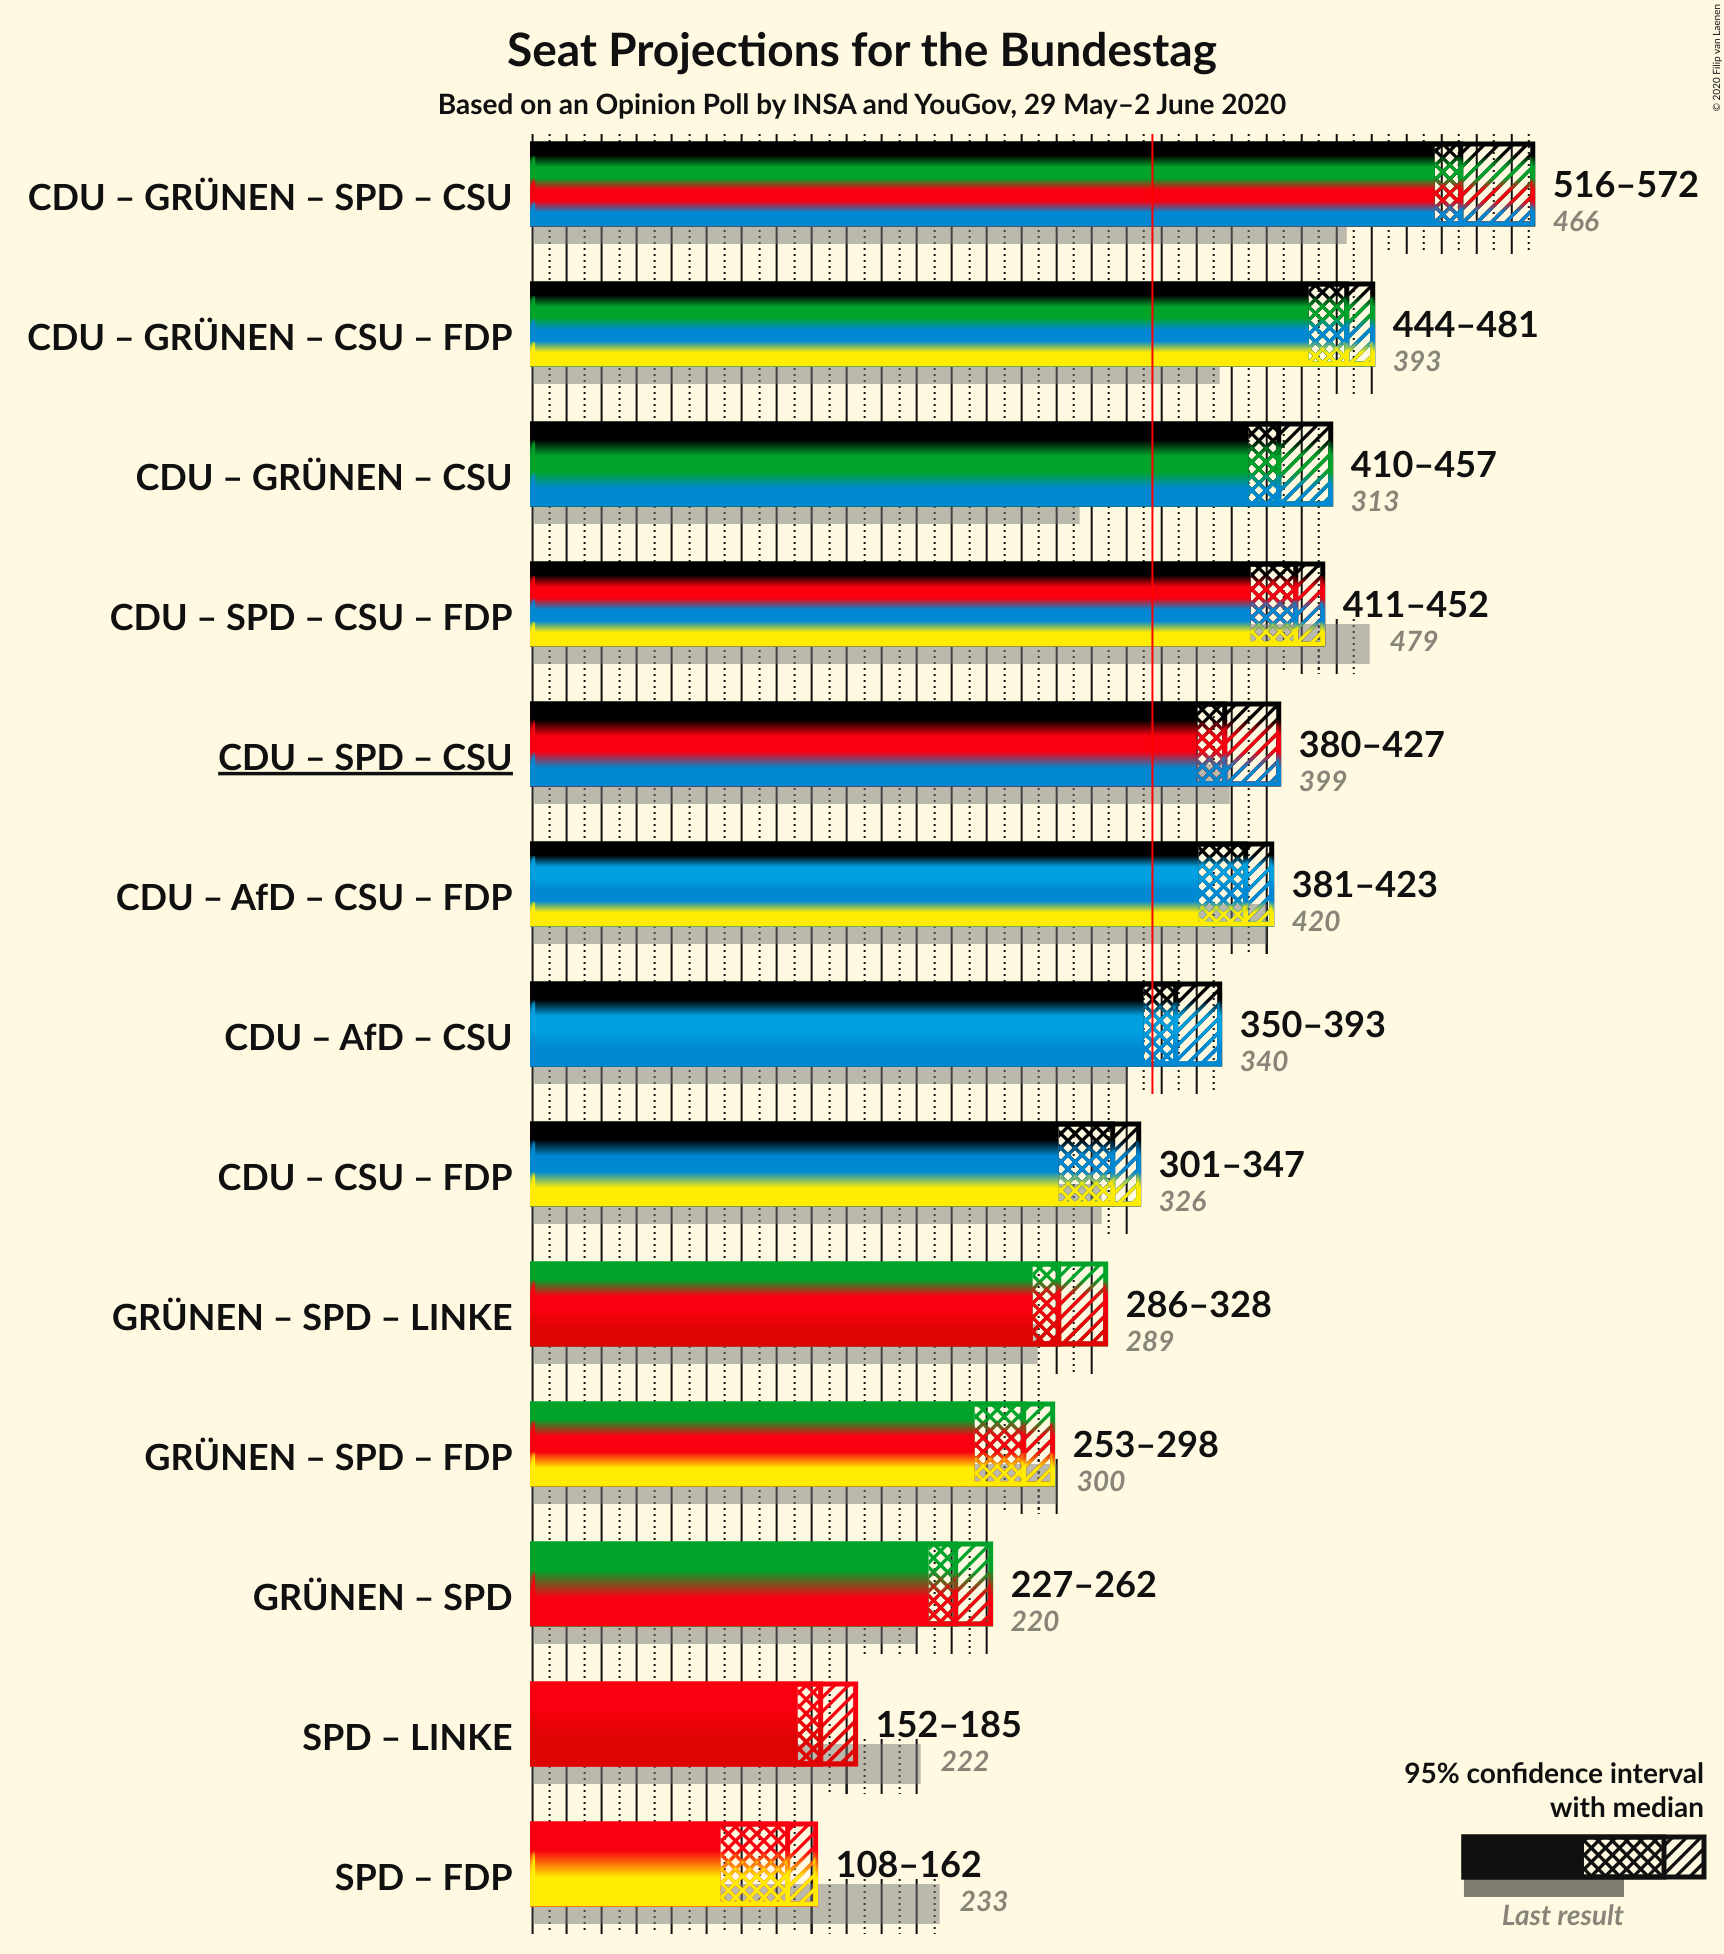 Seat Projections for the Bundestag
Based on an Opinion Poll by INSA and YouGov, 29 May–2 June 2020
© 2020 Filip van Laenen
CDU – GRÜNEN – SPD – CSU
516–572
466
CDU – GRÜNEN – CSU – FDP
444–481
393
CDU – GRÜNEN – CSU
410–457
313
CDU – SPD – CSU – FDP
411–452
479
CDU – SPD – CSU
380–427
399
CDU – AfD – CSU – FDP
381–423
420
CDU – AfD – CSU
350–393
340
CDU – CSU – FDP
301–347
326
GRÜNEN – SPD – LINKE
286–328
289
GRÜNEN – SPD – FDP
253–298
300
GRÜNEN – SPD
227–262
220
SPD – LINKE
152–185
222
SPD – FDP
108–162
233
95% confidence interval
with median
Last result